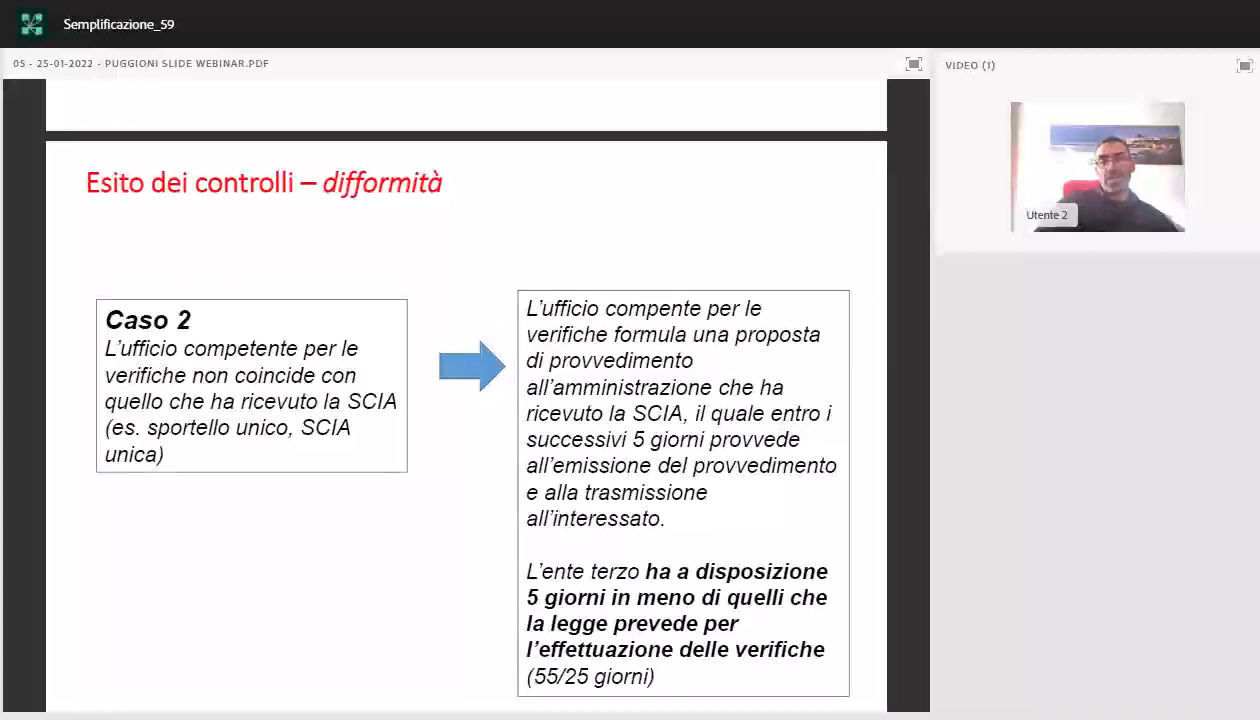 Semplificazione_59
05 - 25-01-2022 - PUGGIONI SLIDE WEBINAR.PDF
VIDEO (1)
Utente 2
Esito dei controlli – difformità
Caso 2
L'ufficio competente per le
verifiche non coincide con
quello che ha ricevuto la SCIA
(es. sportello unico, SCIA
unica)
L'ufficio compente per le
verifiche formula una proposta
di provvedimento
all'amministrazione che ha
ricevuto la SCIA, il quale entro i
successivi 5 giorni provvede
all'emissione del provvedimento
e alla trasmissione
all'interessato.
L'ente terzo ha a disposizione
5 giorni in meno di quelli che
la legge prevede per
l'effettuazione delle verifiche
(55/25 giorni)